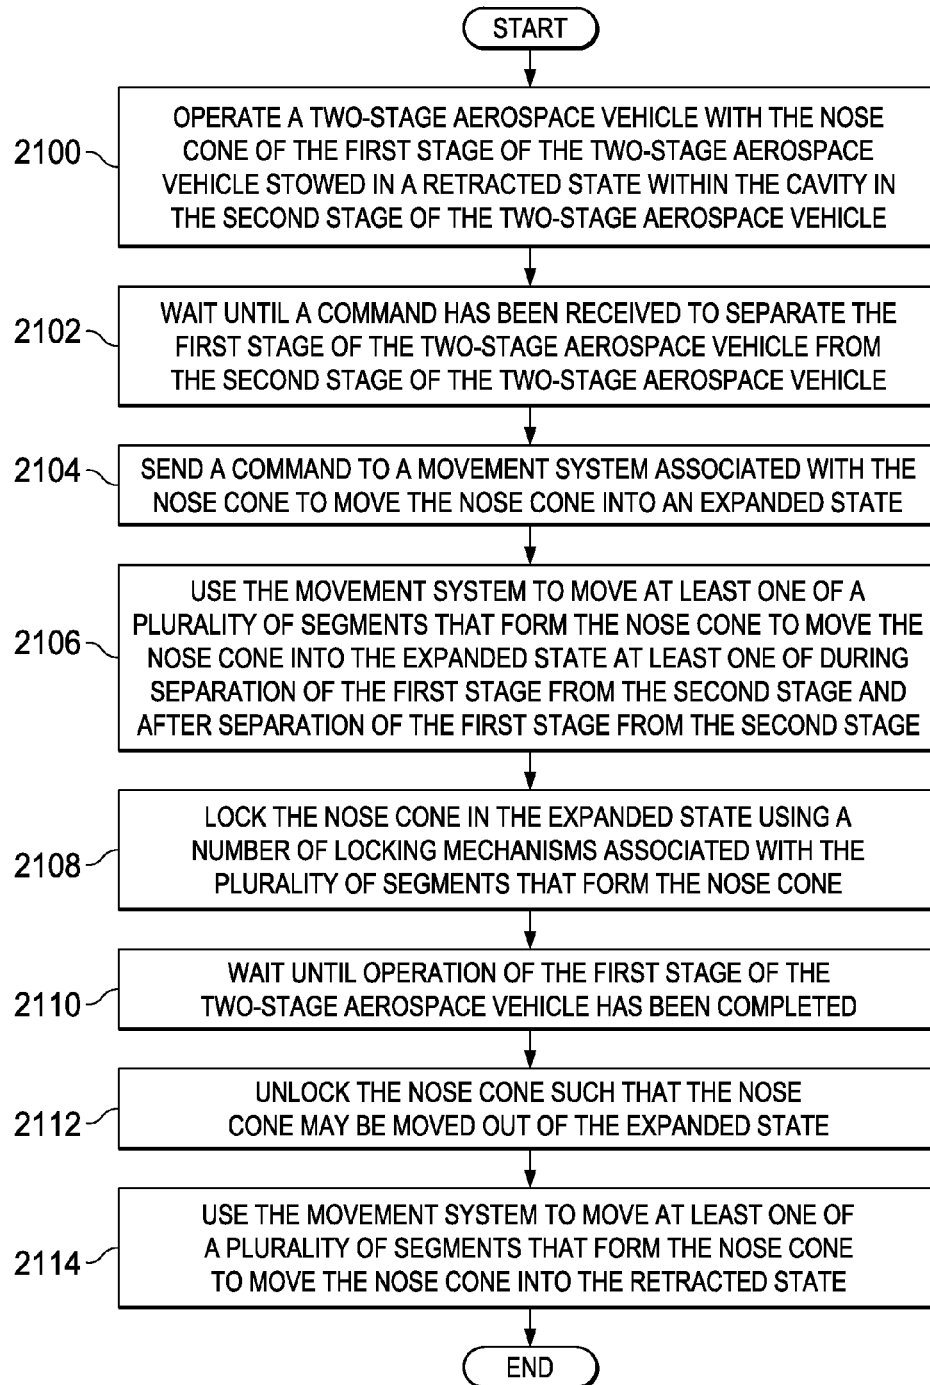 START
2100
OPERATE A TWO-STAGE AEROSPACE VEHICLE WITH THE NOSE
CONE OF THE FIRST STAGE OF THE TWO-STAGE AEROSPACE
VEHICLE STOWED IN A RETRACTED STATE WITHIN THE CAVITY IN
THE SECOND STAGE OF THE TWO-STAGE AEROSPACE VEHICLE
2102
WAIT UNTIL A COMMAND HAS BEEN RECEIVED TO SEPARATE THE
FIRST STAGE OF THE TWO-STAGE AEROSPACE VEHICLE FROM
THE SECOND STAGE OF THE TWO-STAGE AEROSPACE VEHICLE
2104
SEND A COMMAND TO A MOVEMENT SYSTEM ASSOCIATED WITH THE
NOSE CONE TO MOVE THE NOSE CONE INTO AN EXPANDED STATE
2106
USE THE MOVEMENT SYSTEM TO MOVE AT LEAST ONE OF A
PLURALITY OF SEGMENTS THAT FORM THE NOSE CONE TO MOVE THE
NOSE CONE INTO THE EXPANDED STATE AT LEAST ONE OF DURING
SEPARATION OF THE FIRST STAGE FROM THE SECOND STAGE AND
AFTER SEPARATION OF THE FIRST STAGE FROM THE SECOND STAGE
2108
LOCK THE NOSE CONE IN THE EXPANDED STATE USING A
NUMBER OF LOCKING MECHANISMS ASSOCIATED WITH THE
PLURALITY OF SEGMENTS THAT FORM THE NOSE CONE
2110
WAIT UNTIL OPERATION OF THE FIRST STAGE OF THE
TWO-STAGE AEROSPACE VEHICLE HAS BEEN COMPLETED
2112
UNLOCK THE NOSE CONE SUCH THAT THE NOSE
CONE MAY BE MOVED OUT OF THE EXPANDED STATE
2114
USE THE MOVEMENT SYSTEM TO MOVE AT LEAST ONE OF
A PLURALITY OF SEGMENTS THAT FORM THE NOSE CONE
TO MOVE THE NOSE CONE INTO THE RETRACTED STATE
END